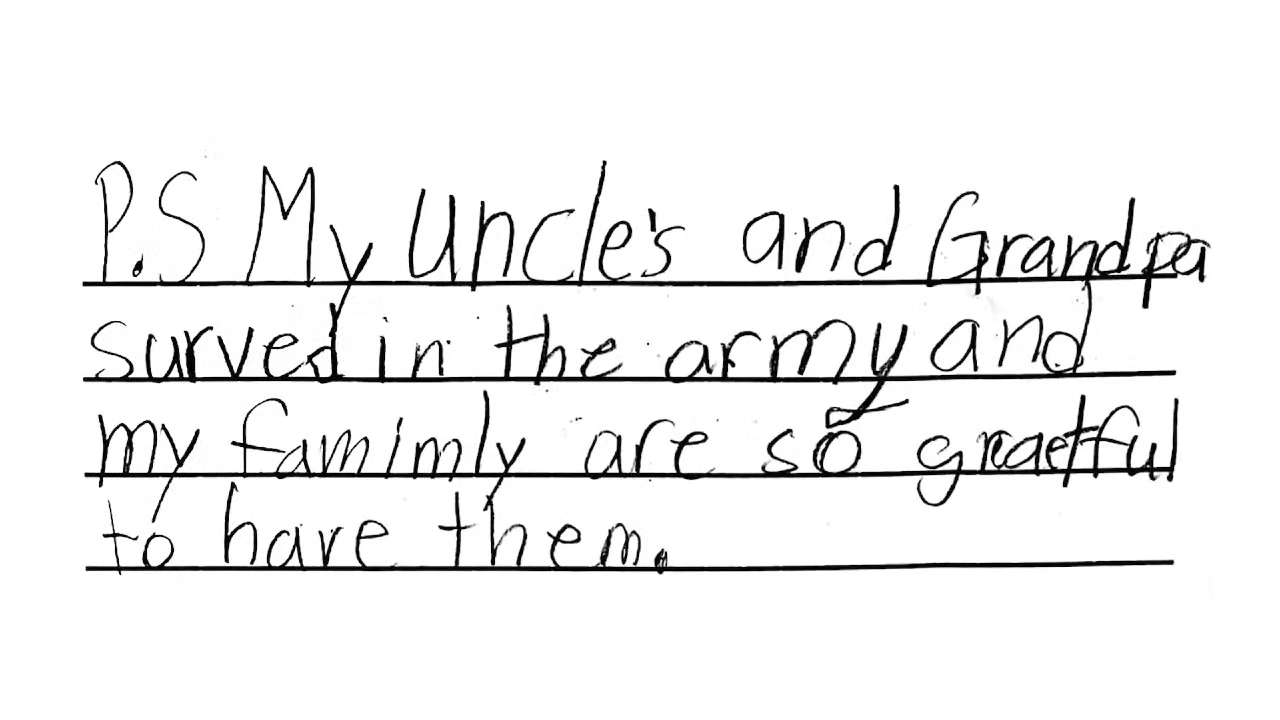 P.S My Uncle's and Grandpa
surved in the army and
my famimly are so graetful
to have them.